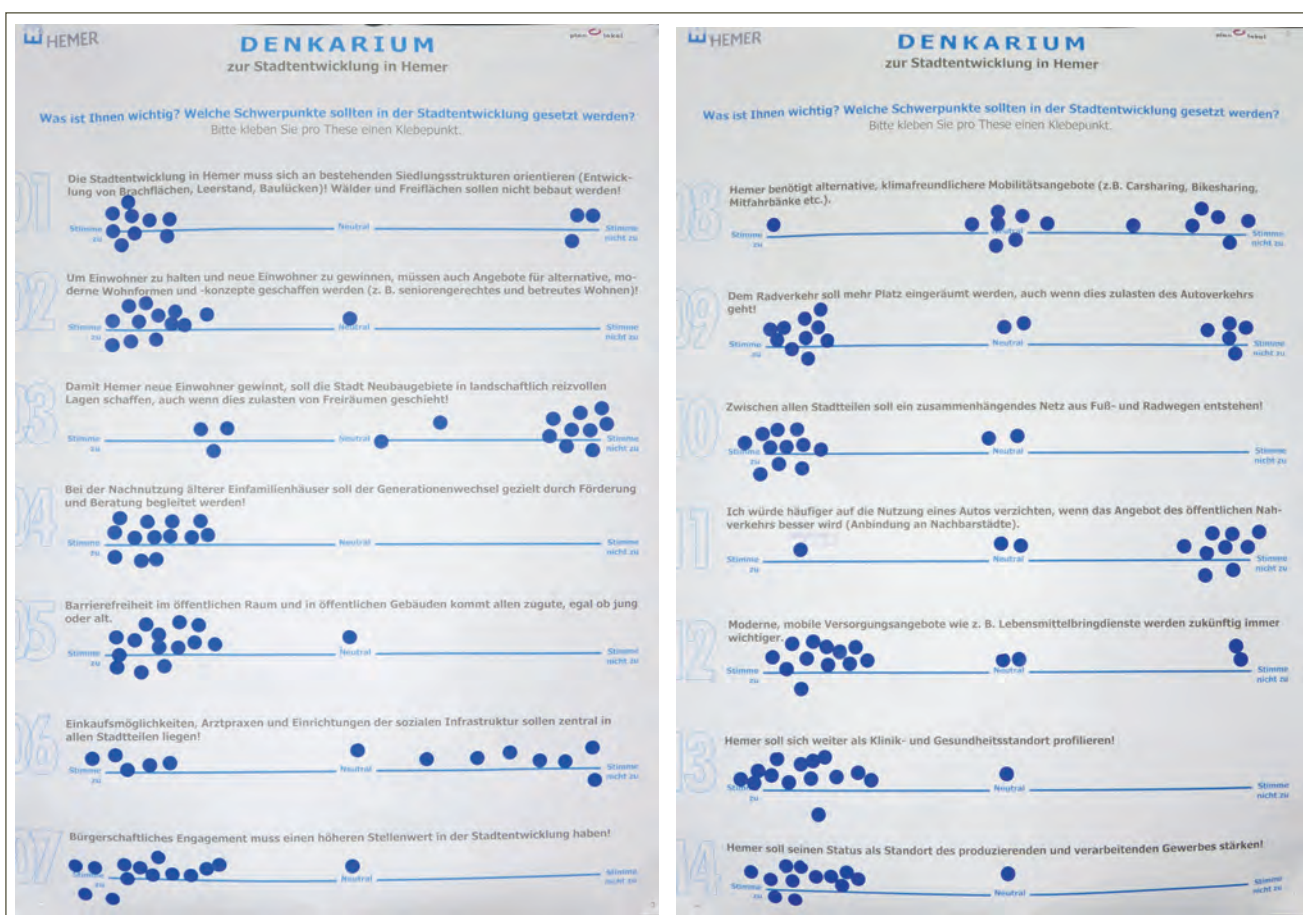 HEMER
DENKARIUM
zur Stadtentwicklung in Hemer
Was ist Ihnen wichtig? Welche Schwerpunkte sollten in der Stadtentwicklung gesetzt werden?
Bitte kleben Sie pro These einen Klebepunkt.
01
Die Stadtentwicklung in Hemer muss sich an bestehenden Siedlungsstrukturen orientieren (Entwick-
lung von Brachflächen, Leerstand, Baulücken)! Wälder und Freiflächen sollen nicht bebaut werden!
Stimme zu
Neutral
Stimme nicht zu
02
Um Einwohner zu halten und neue Einwohner zu gewinnen, müssen auch Angebote für alternative, mo-
derne Wohnformen und -konzepte geschaffen werden (z. B. seniorengerechtes und betreutes Wohnen)!
Stimme zu
Neutral
Stimme nicht zu
03
Damit Hemer neue Einwohner gewinnt, soll die Stadt Neubaugebiete in landschaftlich reizvollen
Lagen schaffen, auch wenn dies zulasten von Freiräumen geschieht!
Stimme zu
Neutral
Stimme nicht zu
04
Bei der Nachnutzung älterer Einfamilienhäuser soll der Generationenwechsel gezielt durch Förderung
und Beratung begleitet werden!
Stimme zu
Neutral
Stimme nicht zu
05
Barrierefreiheit im öffentlichen Raum und in öffentlichen Gebäuden kommt allen zugute, egal ob jung
oder alt.
Stimme zu
Neutral
Stimme nicht zu
06
Einkaufsmöglichkeiten, Arztpraxen und Einrichtungen der sozialen Infrastruktur sollen zentral in
allen Stadtteilen liegen!
Stimme zu
Neutral
Stimme nicht zu
07
Bürgerschaftliches Engagement muss einen höheren Stellenwert in der Stadtentwicklung haben!
Stimme zu
Neutral
Stimme nicht zu
HEMER
DENKARIUM
zur Stadtentwicklung in Hemer
Was ist Ihnen wichtig? Welche Schwerpunkte sollten in der Stadtentwicklung gesetzt werden?
Bitte kleben Sie pro These einen Klebepunkt.
08
Hemer benötigt alternative, klimafreundlichere Mobilitätsangebote (z.B. Carsharing, Bikesharing,
Mitfahrbänke etc.).
Stimme zu
Neutral
Stimme nicht zu
09
Dem Radverkehr soll mehr Platz eingeräumt werden, auch wenn dies zulasten des Autoverkehrs
geht!
Stimme zu
Neutral
Stimme nicht zu
10
Zwischen allen Stadtteilen soll ein zusammenhängendes Netz aus Fuß- und Radwegen entstehen!
Stimme zu
Neutral
Stimme nicht zu
11
Ich würde häufiger auf die Nutzung eines Autos verzichten, wenn das Angebot des öffentlichen Nah-
verkehrs besser wird (Anbindung an Nachbarstädte).
Stimme zu
Neutral
Stimme nicht zu
12
Moderne, mobile Versorgungsangebote wie z. B. Lebensmittelbringdienste werden zukünftig immer
wichtiger.
Stimme zu
Neutral
Stimme nicht zu
13
Hemer soll sich weiter als Klinik- und Gesundheitsstandort profilieren!
Stimme zu
Neutral
Stimme nicht zu
14
Hemer soll seinen Status als Standort des produzierenden und verarbeitenden Gewerbes stärken!
Stimme zu
Neutral
Stimme nicht zu